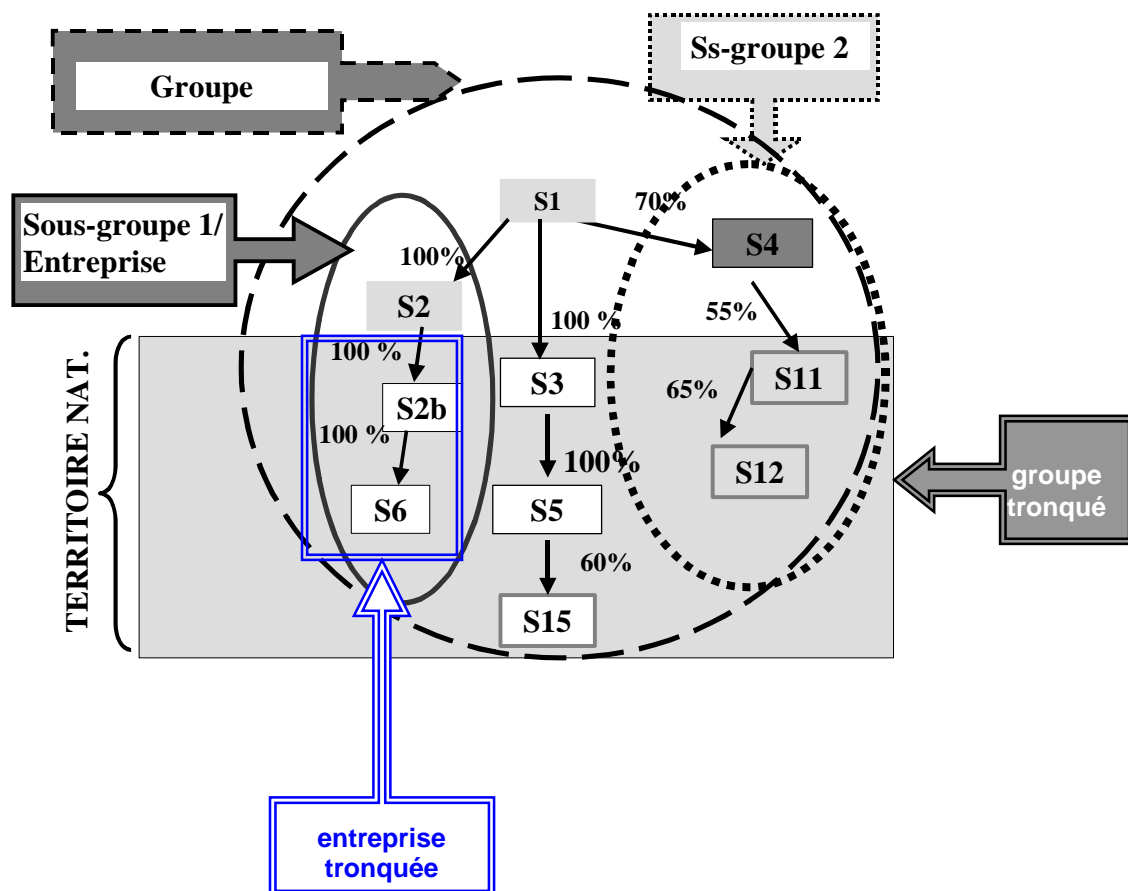 Groupe
Ss-groupe 2
Sous-groupe 1/
Entreprise
S1
70%
S4
100%
S2
55%
100 %
100 %
S3
S11
65%
S2b
100 %
100%
S12
S6
S5
60%
S15
TERRITOIRE NAT.
groupe
tronqué
entreprise
tronquée